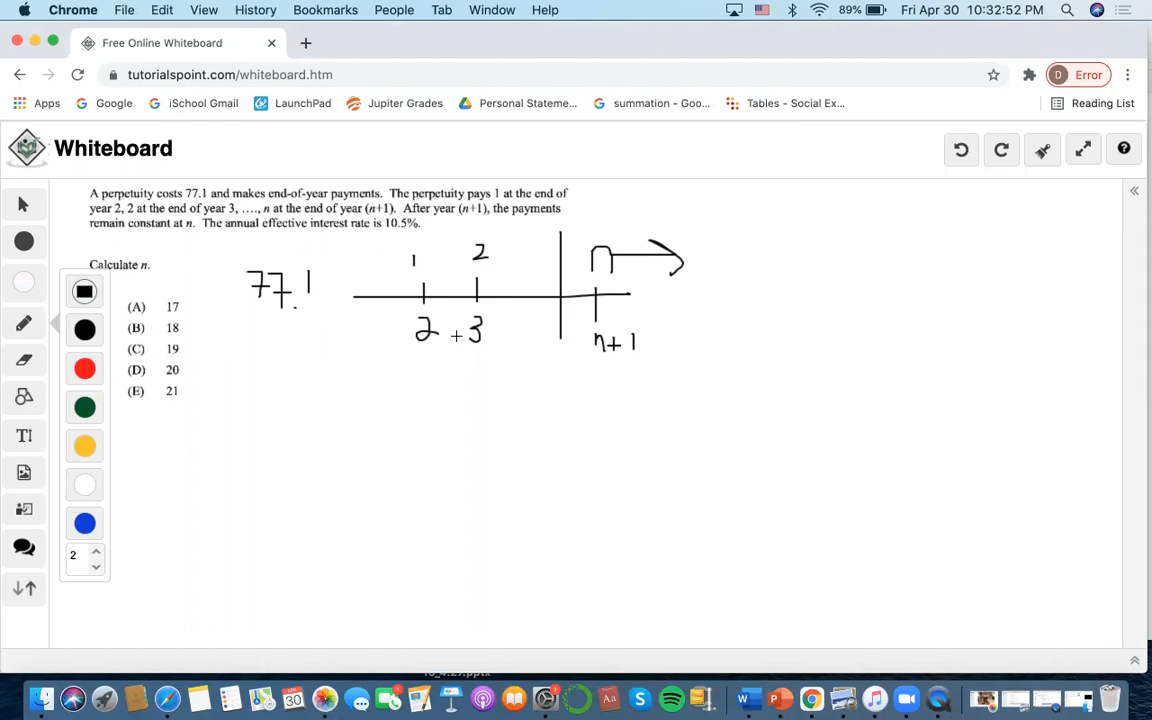 Chrome File Edit View History Bookmarks People Tab Window Help 89% Fri Apr 30 10:32:52 PM
Free Online Whiteboard
tutorialspoint.com/whiteboard.htm D Error
Apps Google iSchool Gmail LaunchPad Jupiter Grades Personal Stateme... summation - Goo... Tables - Social Ex... Reading List
Whiteboard
A perpetuity costs 77.1 and makes end-of-year payments. The perpetuity pays 1 at the end of
year 2, 2 at the end of year 3, …., n at the end of year (n+1). After year (n+1), the payments
remain constant at n. The annual effective interest rate is 10.5%.
Calculate n.
(A) 17
(B) 18
(C) 19
(D) 20
(E) 21
1 2 n
77.1
2 3 n+1
2